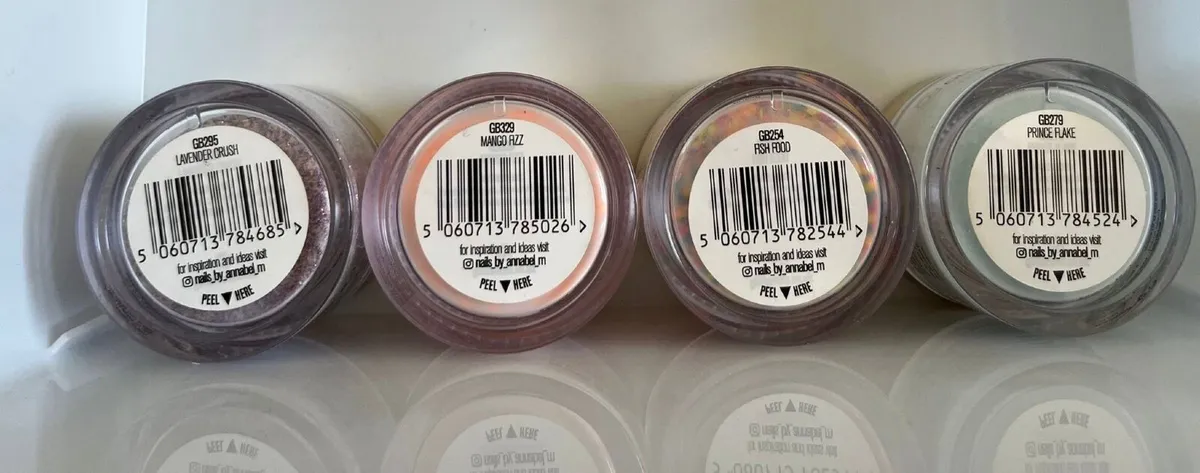 GB295
LAVENDER CRUSH
5 060713 784685 >
for inspiration and ideas visit
nails_by_annabel_m
PEEL ▼ HERE
GB329
MANGO FIZZ
5 060713 785026 >
for inspiration and ideas visit
nails_by_annabel_m
PEEL ▼ HERE
GB254
FISH FOOD
5 060713 782544 >
for inspiration and ideas visit
nails_by_annabel_m
PEEL ▼ HERE
GB279
PRINCE FLAKE
5 060713 784524 >
for inspiration and ideas visit
nails_by_annabel_m
PEEL ▼ HERE